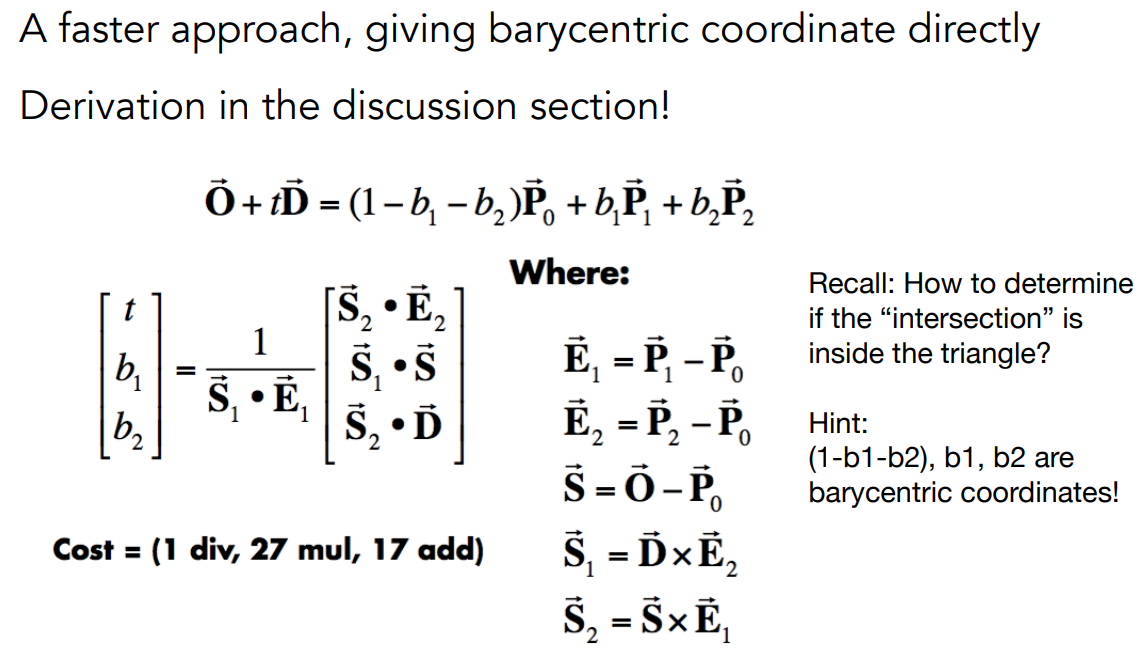 A faster approach, giving barycentric coordinate directly
Derivation in the discussion section!
$\vec{\mathbf{O}} + t\vec{\mathbf{D}} = (1 - b_1 - b_2)\vec{\mathbf{P}}_0 + b_1\vec{\mathbf{P}}_1 + b_2\vec{\mathbf{P}}_2$
$\begin{bmatrix} t \\ b_1 \\ b_2 \end{bmatrix} = \frac{1}{\vec{\mathbf{S}}_1 \bullet \vec{\mathbf{E}}_1} \begin{bmatrix} \vec{\mathbf{S}}_2 \bullet \vec{\mathbf{E}}_2 \\ \vec{\mathbf{S}}_1 \bullet \vec{\mathbf{S}} \\ \vec{\mathbf{S}}_2 \bullet \vec{\mathbf{D}} \end{bmatrix}$
Cost = (1 div, 27 mul, 17 add)
Where:
$\vec{\mathbf{E}}_1 = \vec{\mathbf{P}}_1 - \vec{\mathbf{P}}_0$
$\vec{\mathbf{E}}_2 = \vec{\mathbf{P}}_2 - \vec{\mathbf{P}}_0$
$\vec{\mathbf{S}} = \vec{\mathbf{O}} - \vec{\mathbf{P}}_0$
$\vec{\mathbf{S}}_1 = \vec{\mathbf{D}} \times \vec{\mathbf{E}}_2$
$\vec{\mathbf{S}}_2 = \vec{\mathbf{S}} \times \vec{\mathbf{E}}_1$
Recall: How to determine
if the “intersection” is
inside the triangle?
Hint:
(1-b1-b2), b1, b2 are
barycentric coordinates!